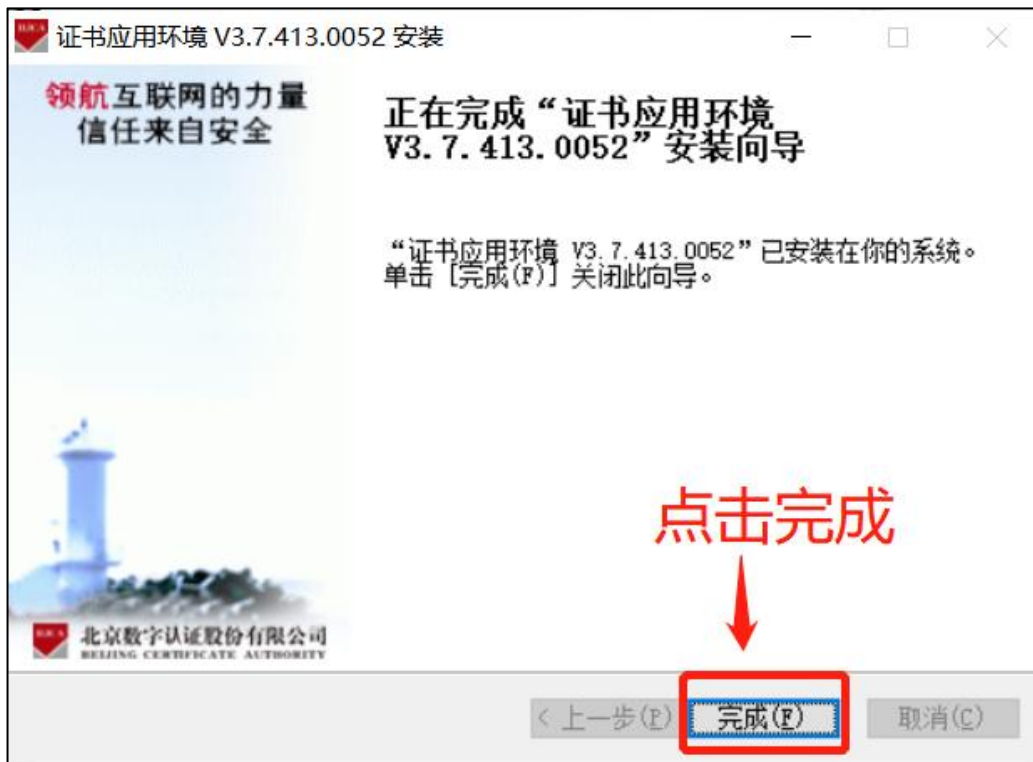 证书应用环境 V3.7.413.0052 安装
领航互联网的力量
信任来自安全
正在完成“证书应用环境
V3.7.413.0052”安装向导
“证书应用环境 V3.7.413.0052”已安装在你的系统。
单击 [完成(F)] 关闭此向导。
点击完成
BJCA
北京数字认证股份有限公司
BEIJING CERTIFICATE AUTHORITY
< 上一步(P)
完成(F)
取消(C)